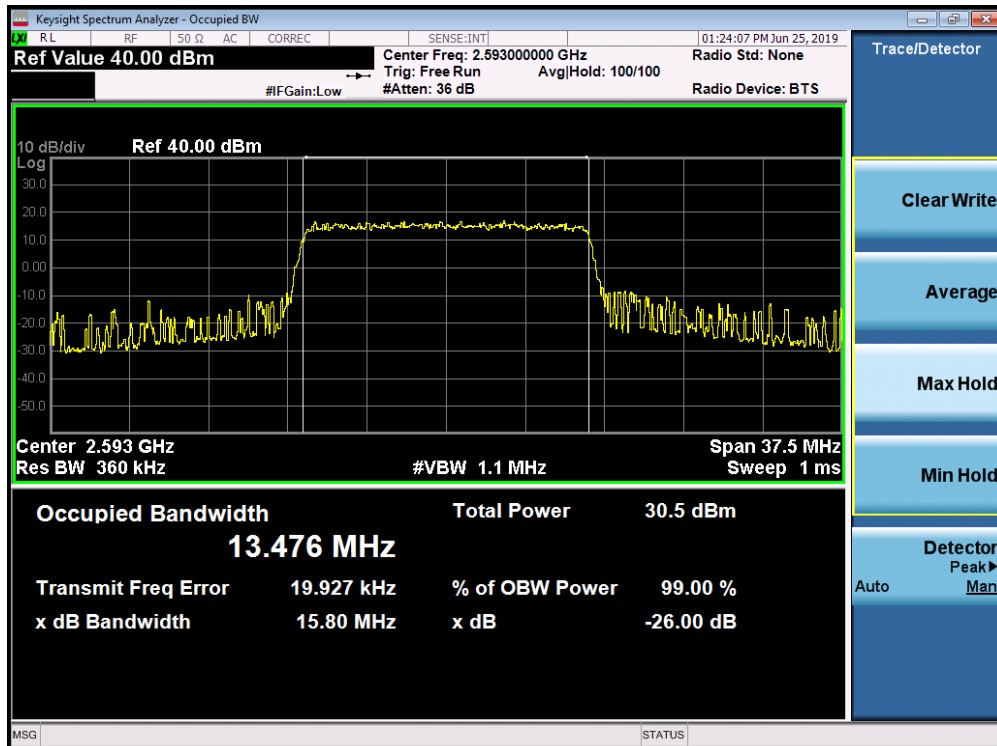 Keysight Spectrum Analyzer - Occupied BW
LXI RL RF 50 Ω AC CORREC SENSE:INT 01:24:07 PM Jun 25, 2019
Ref Value 40.00 dBm
Center Freq: 2.593000000 GHz
Radio Std: None
Trig: Free Run Avg|Hold: 100/100
#IFGain:Low
#Atten: 36 dB
Radio Device: BTS
10 dB/div Ref 40.00 dBm
Log
30.0
20.0
10.0
0.00
-10.0
-20.0
-30.0
-40.0
-50.0
Center 2.593 GHz
Span 37.5 MHz
Res BW 360 kHz
#VBW 1.1 MHz
Sweep 1 ms
Occupied Bandwidth
Total Power 30.5 dBm
13.476 MHz
Transmit Freq Error 19.927 kHz
% of OBW Power 99.00 %
x dB Bandwidth 15.80 MHz
x dB -26.00 dB
MSG
STATUS
Trace/Detector
Clear Write
Average
Max Hold
Min Hold
Detector
Peak▶
Auto Man